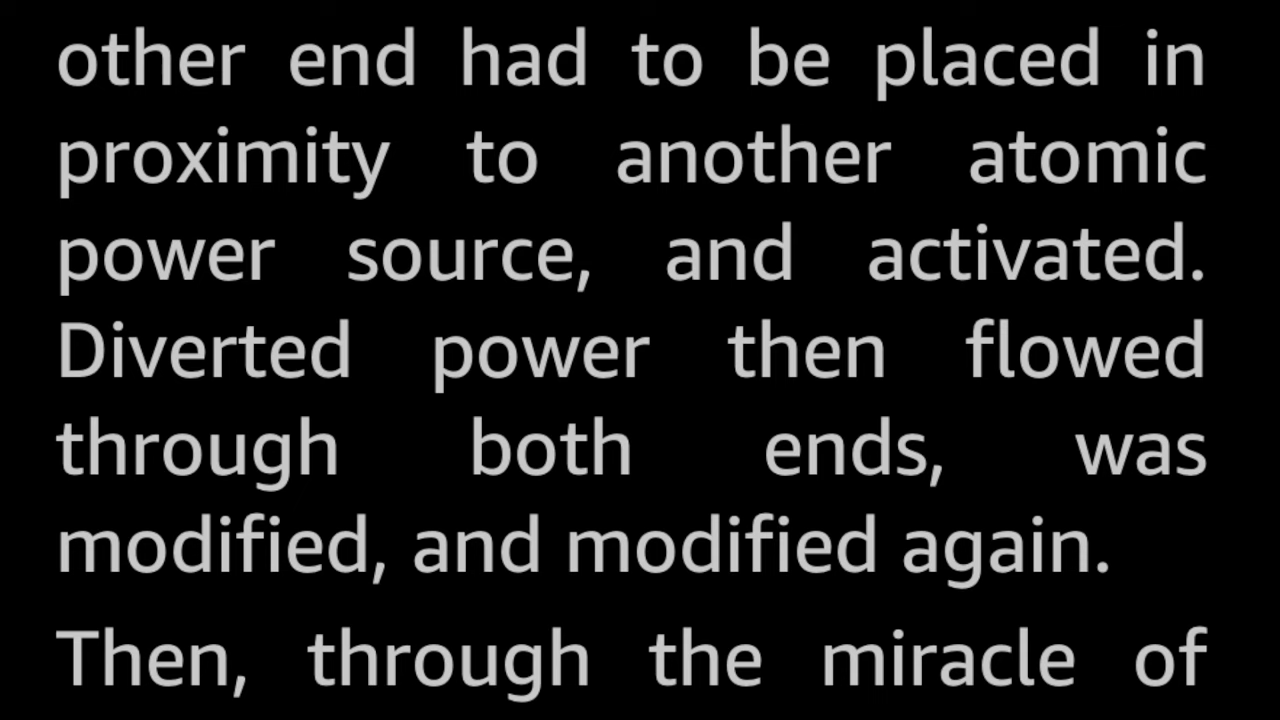 other end had to be placed in
proximity to another atomic
power source, and activated.
Diverted power then flowed
through both ends, was
modified, and modified again.
Then, through the miracle of